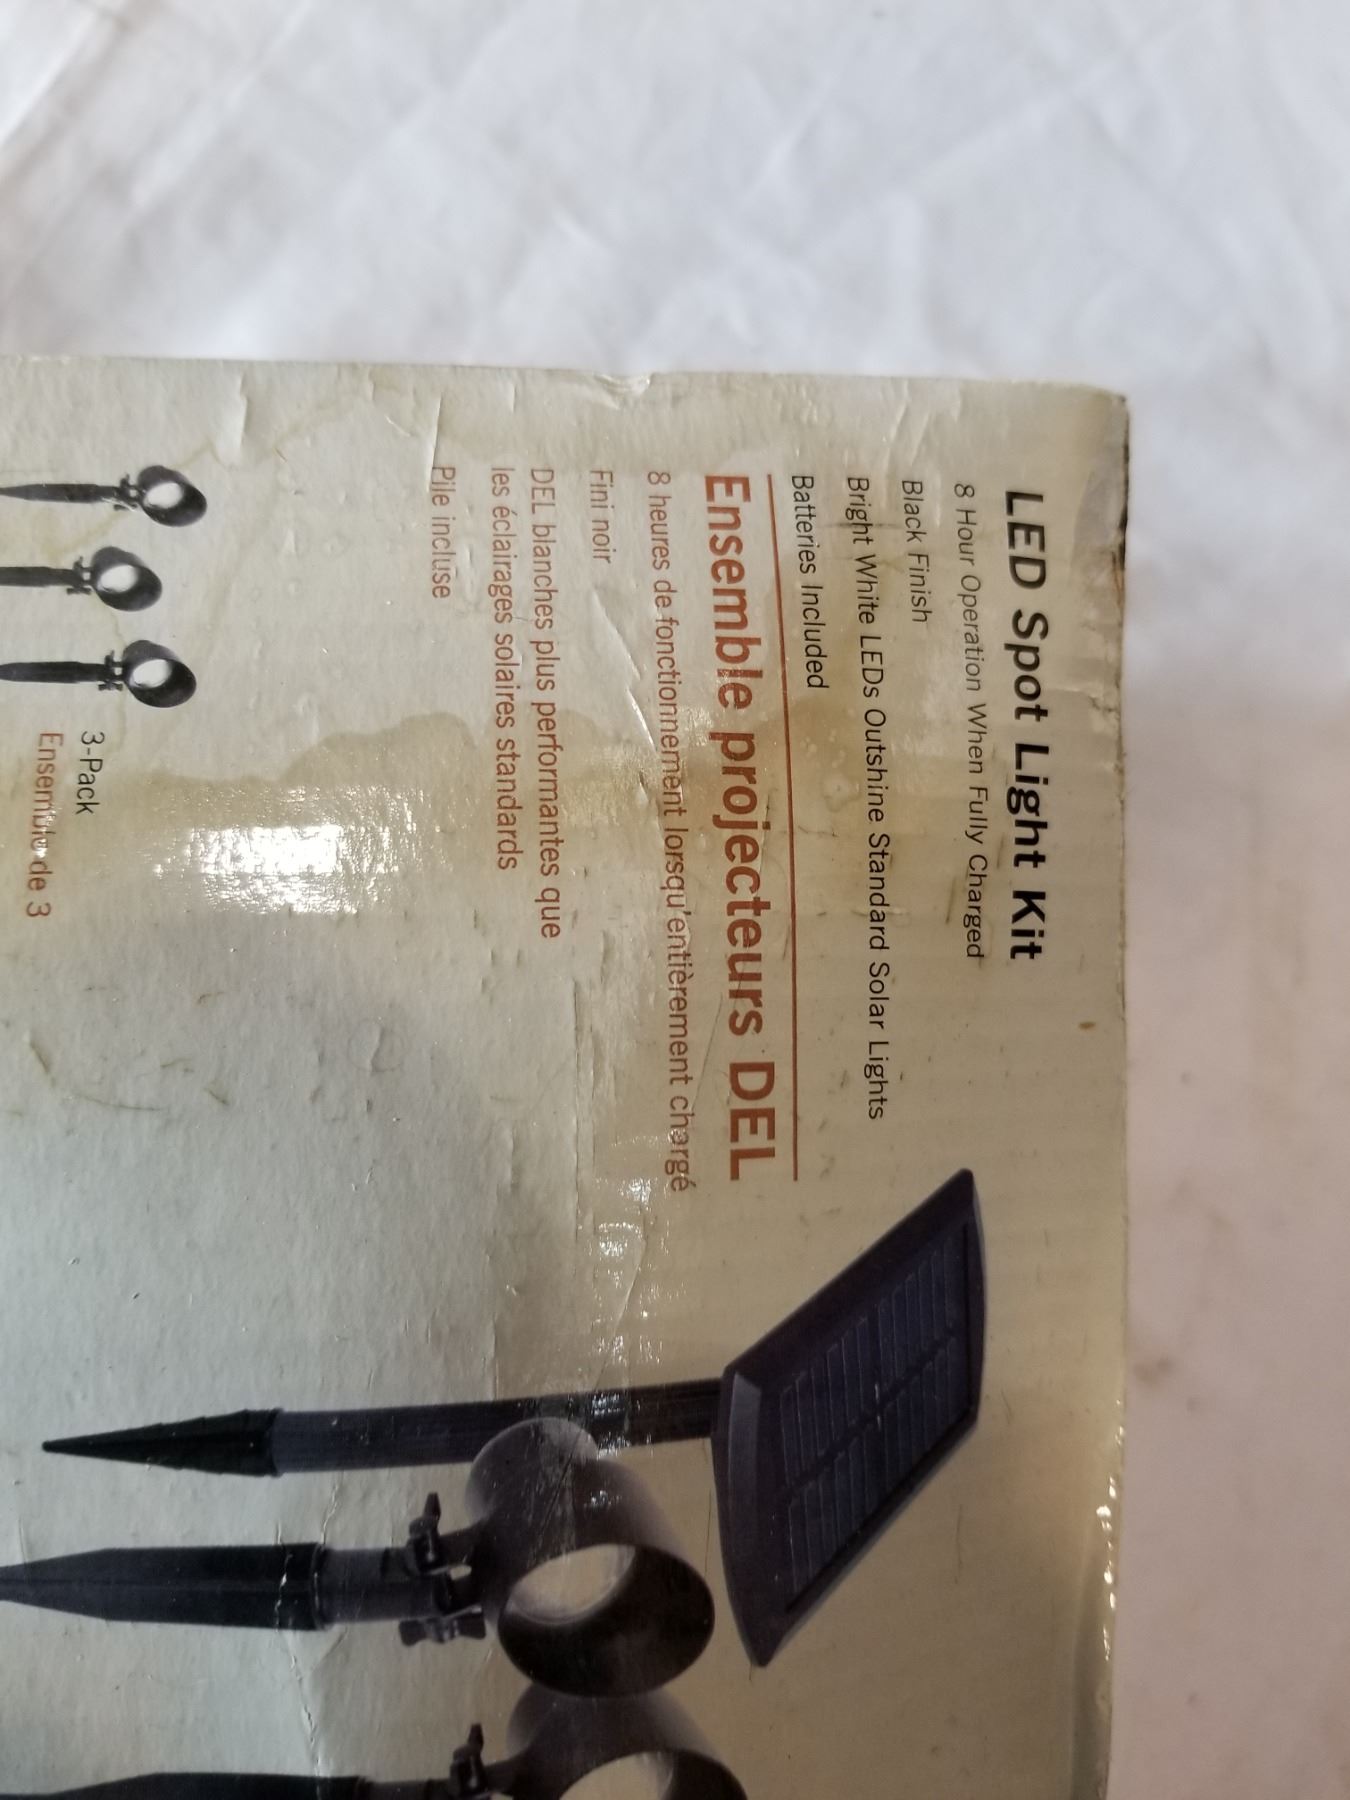 LED Spot Light Kit
8 Hour Operation When Fully Charged
Black Finish
Bright White LEDs Outshine Standard Solar Lights
Batteries Included
Ensemble projecteurs DEL
8 heures de fonctionnement lorsqu'entièrement chargé
Fini noir
DEL blanches plus performantes que
les éclairages solaires standards
Pile incluse
3-Pack
Ensemble de 3